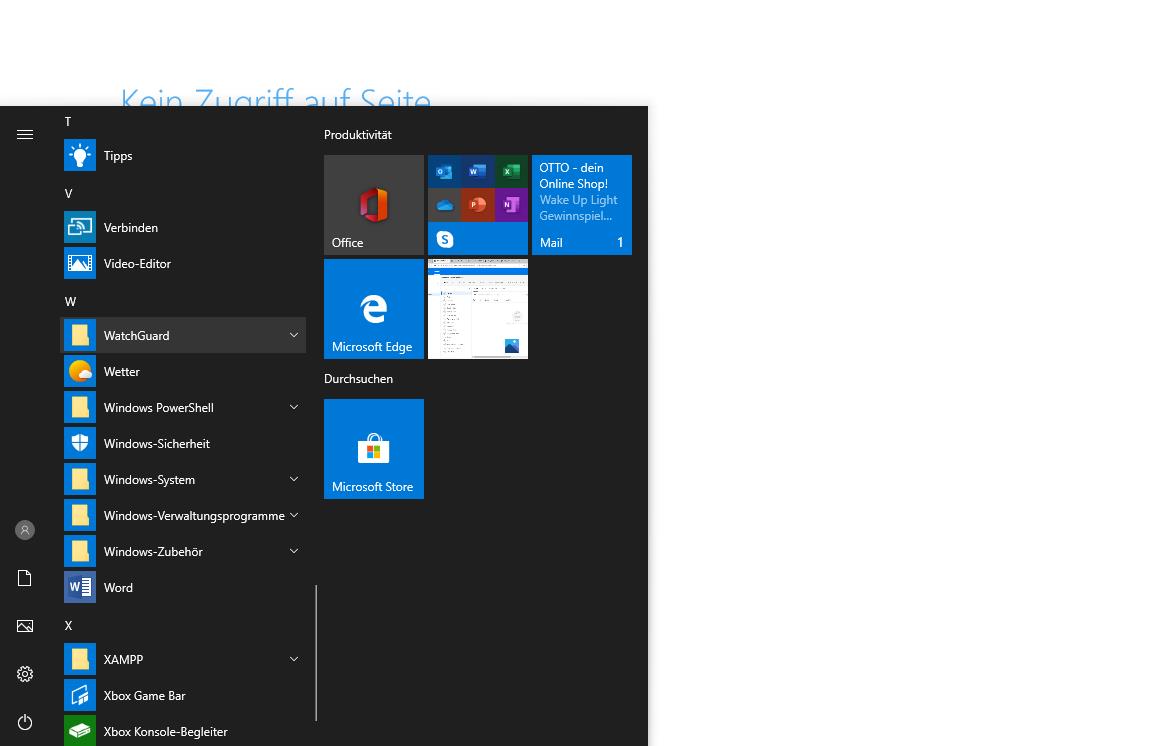 Kein Zugriff auf Seite
T
Tipps
V
Verbinden
Video-Editor
W
WatchGuard
Wetter
Windows PowerShell
Windows-Sicherheit
Windows-System
Windows-Verwaltungsprogramme
Windows-Zubehör
Word
X
XAMPP
Xbox Game Bar
Xbox Konsole-Begleiter
Produktivität
Office
OTTO - dein
Online Shop!
Wake Up Light
Gewinnspiel...
Mail 1
Microsoft Edge
Durchsuchen
Microsoft Store